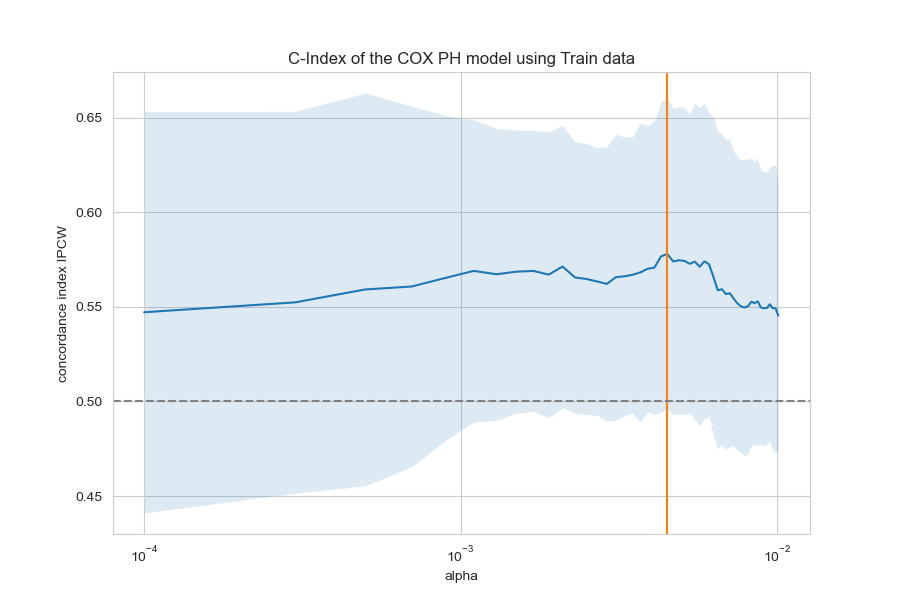 C-Index of the COX PH model using Train data
concordance index IPCW
0.65
0.60
0.55
0.50
0.45
10⁻⁴
10⁻³
10⁻²
alpha